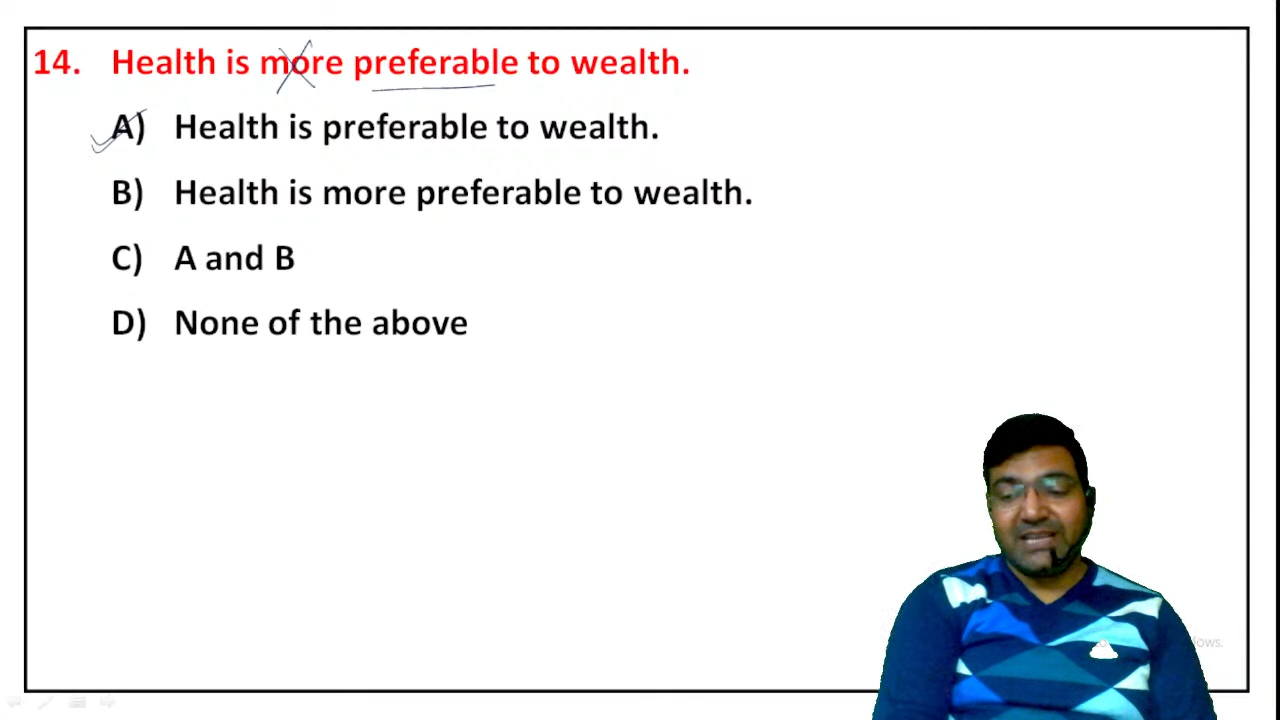 14. Health is more preferable to wealth.
A) Health is preferable to wealth.
B) Health is more preferable to wealth.
C) A and B
D) None of the above